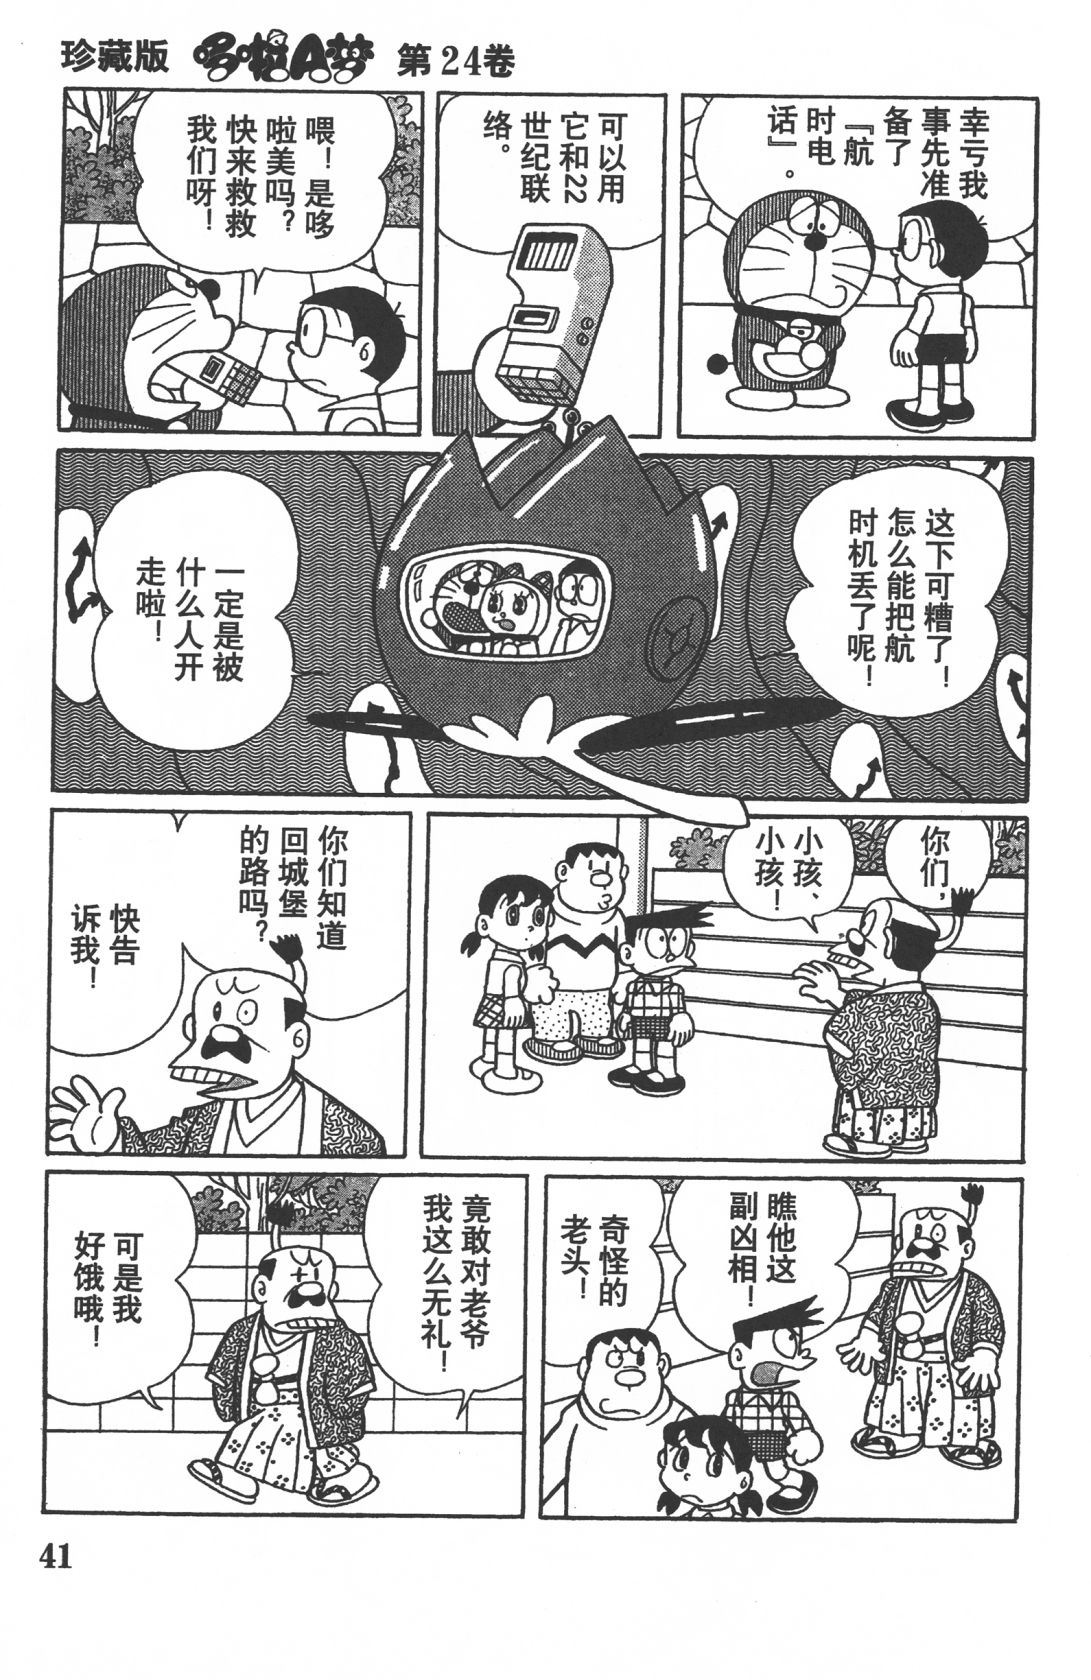 珍藏版 哆啦A梦 第24卷
幸亏我
事先准
备了
『航
时电
话』。
可以用
它和22
世纪联
络。
喂！是哆
啦美吗？
快来救救
我们呀！
这下可糟了！
怎么能把航
时机丢了呢！
一定是被
什么人开
走啦！
你们，
小孩、
小孩！
你们知道
回城堡
的路吗？
快告
诉我！
瞧他这
副凶相！
奇怪的
老头！
竟敢对老爷
我这么无礼！
可是我
好饿哦！
41